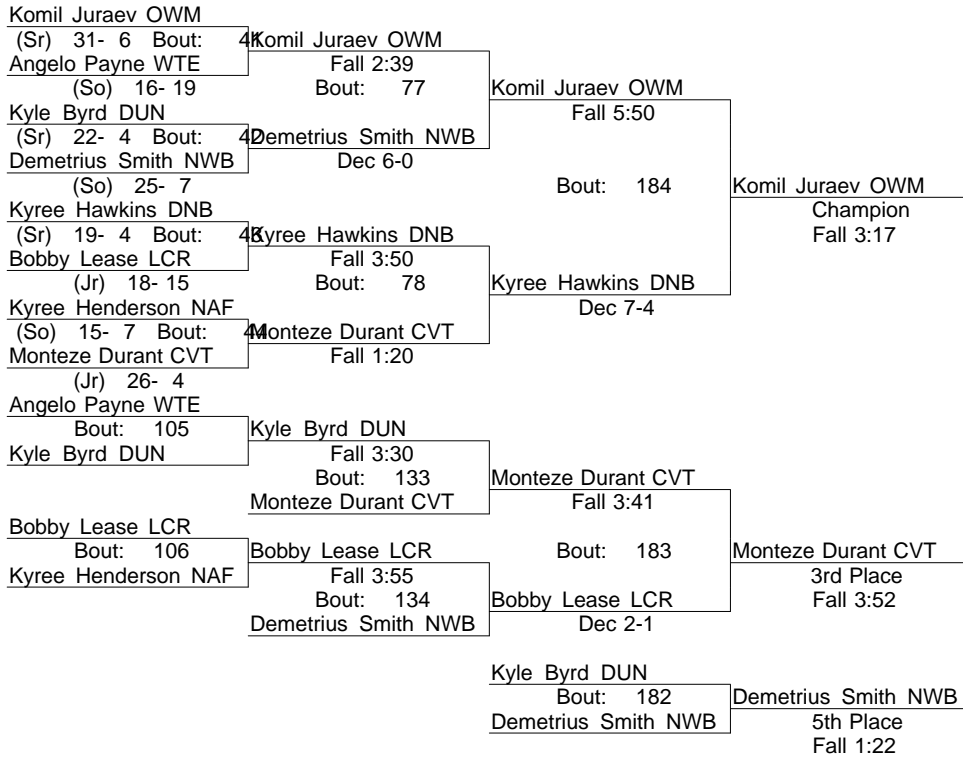 Komil Juraev OWM
(Sr) 31- 6 Bout: 41 Komil Juraev OWM
Angelo Payne WTE Fall 2:39
(So) 16- 19 Bout: 77 Komil Juraev OWM
Kyle Byrd DUN Fall 5:50
(Sr) 22- 4 Bout: 42 Demetrius Smith NWB
Demetrius Smith NWB Dec 6-0
(So) 25- 7 Bout: 184 Komil Juraev OWM
Kyree Hawkins DNB Champion
(Sr) 19- 4 Bout: 43 Kyree Hawkins DNB Fall 3:17
Bobby Lease LCR Fall 3:50
(Jr) 18- 15 Bout: 78 Kyree Hawkins DNB
Kyree Henderson NAF Dec 7-4
(So) 15- 7 Bout: 44 Monteze Durant CVT
Monteze Durant CVT Fall 1:20
(Jr) 26- 4
Angelo Payne WTE
Bout: 105 Kyle Byrd DUN
Kyle Byrd DUN Fall 3:30
Bout: 133 Monteze Durant CVT
Monteze Durant CVT Fall 3:41
Bobby Lease LCR
Bout: 106 Bobby Lease LCR Bout: 183 Monteze Durant CVT
Kyree Henderson NAF Fall 3:55 3rd Place
Bout: 134 Bobby Lease LCR Fall 3:52
Demetrius Smith NWB Dec 2-1
Kyle Byrd DUN
Bout: 182 Demetrius Smith NWB
Demetrius Smith NWB 5th Place
Fall 1:22